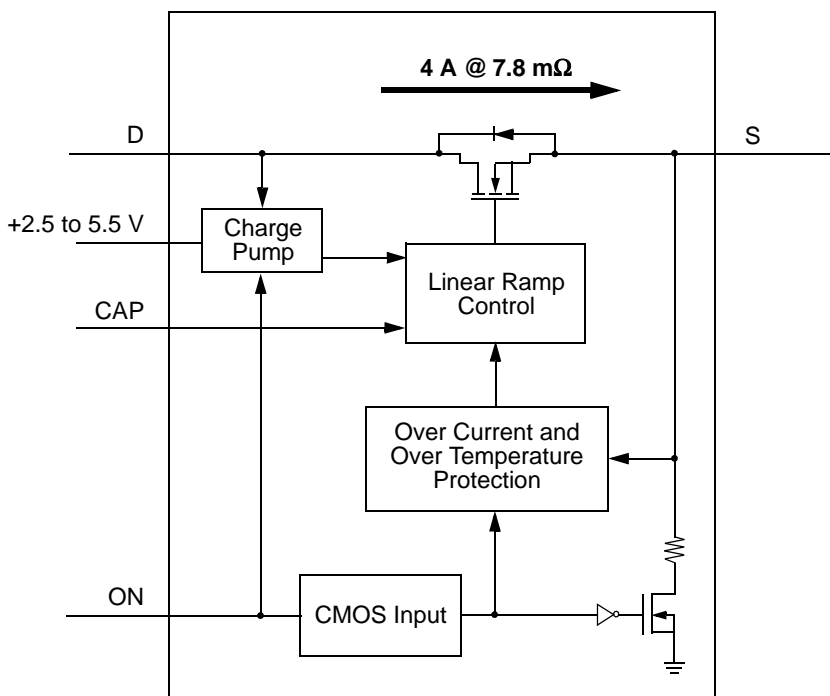 4 A @ 7.8 mΩ
D
S
+2.5 to 5.5 V
Charge
Pump
CAP
Linear Ramp
Control
Over Current and
Over Temperature
Protection
ON
CMOS Input